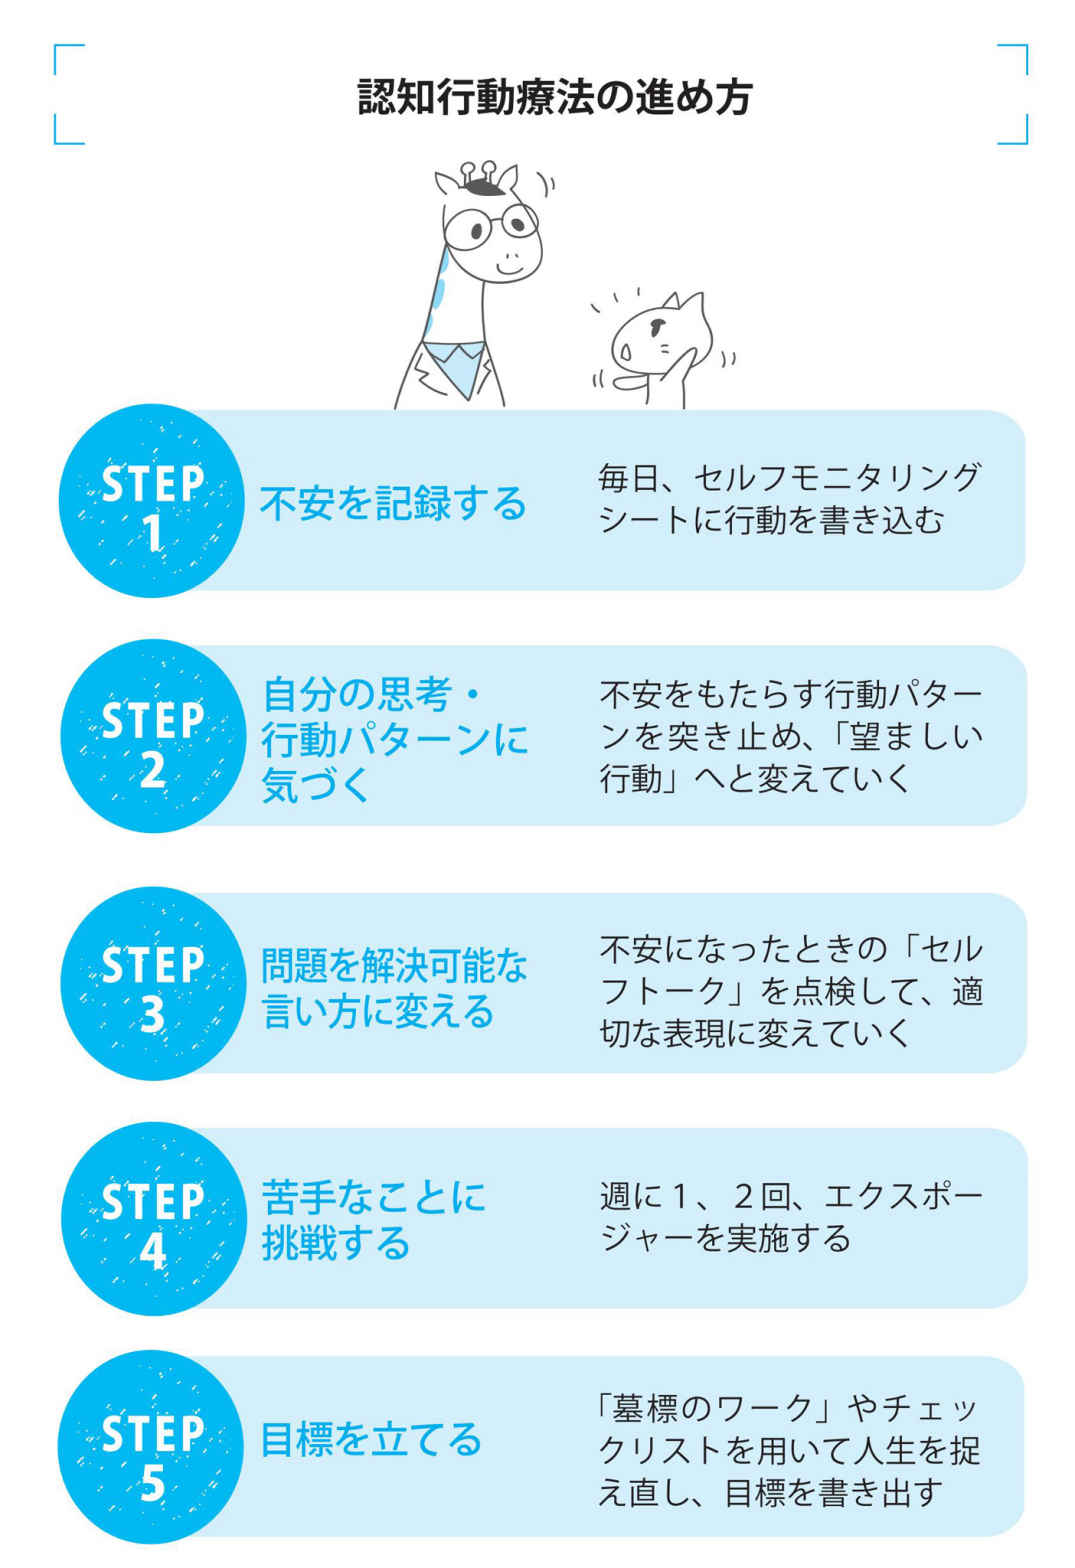 認知行動療法の進め方
STEP
1
不安を記録する
毎日、セルフモニタリング
シートに行動を書き込む
STEP
2
自分の思考・
行動パターンに
気づく
不安をもたらす行動パター
ンを突き止め、「望ましい
行動」へと変えていく
STEP
3
問題を解決可能な
言い方に変える
不安になったときの「セル
フトーク」を点検して、適
切な表現に変えていく
STEP
4
苦手なことに
挑戦する
週に１、２回、エクスポー
ジャーを実施する
STEP
5
目標を立てる
「墓標のワーク」やチェッ
クリストを用いて人生を捉
え直し、目標を書き出す